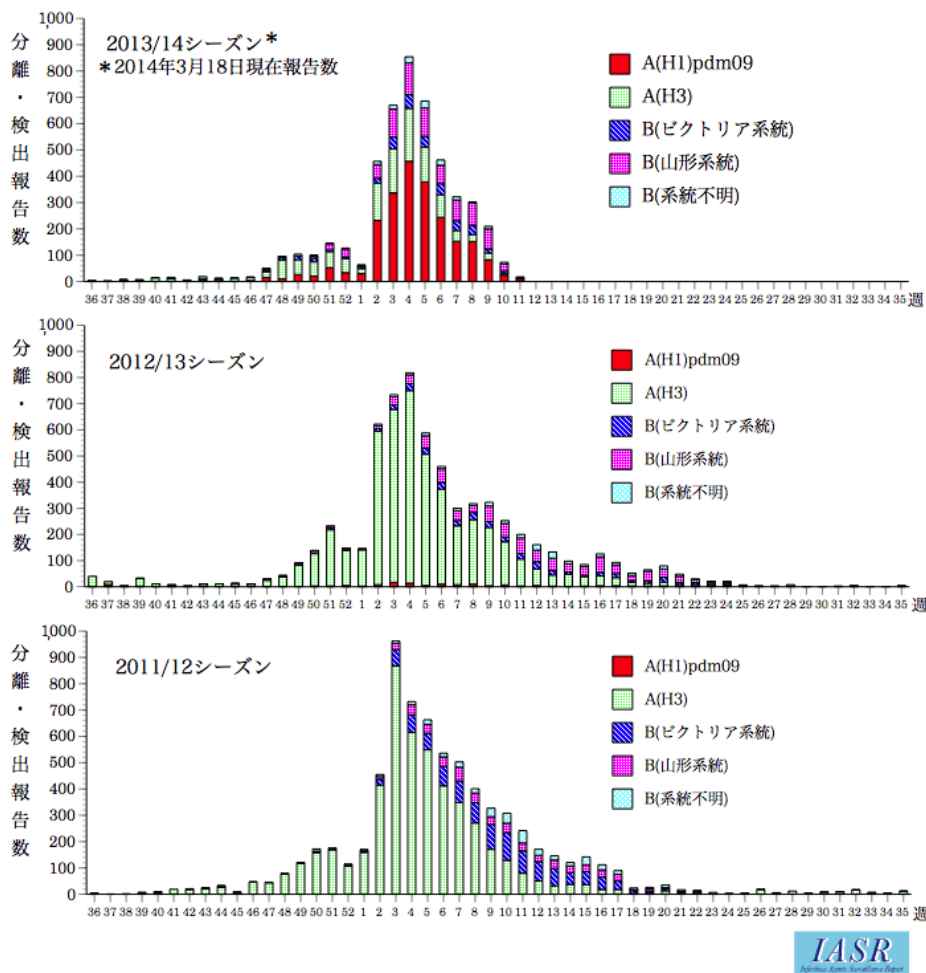 分離・検出報告数
1000
900
800
700
600
500
400
300
200
100
0
2013/14シーズン*
*2014年3月18日現在報告数
A(H1)pdm09
A(H3)
B(ビクトリア系統)
B(山形系統)
B(系統不明)
36 37 38 39 40 41 42 43 44 45 46 47 48 49 50 51 52 1 2 3 4 5 6 7 8 9 10 11 12 13 14 15 16 17 18 19 20 21 22 23 24 25 26 27 28 29 30 31 32 33 34 35 週
分離・検出報告数
1000
900
800
700
600
500
400
300
200
100
0
2012/13シーズン
A(H1)pdm09
A(H3)
B(ビクトリア系統)
B(山形系統)
B(系統不明)
36 37 38 39 40 41 42 43 44 45 46 47 48 49 50 51 52 1 2 3 4 5 6 7 8 9 10 11 12 13 14 15 16 17 18 19 20 21 22 23 24 25 26 27 28 29 30 31 32 33 34 35 週
分離・検出報告数
1000
900
800
700
600
500
400
300
200
100
0
2011/12シーズン
A(H1)pdm09
A(H3)
B(ビクトリア系統)
B(山形系統)
B(系統不明)
36 37 38 39 40 41 42 43 44 45 46 47 48 49 50 51 52 1 2 3 4 5 6 7 8 9 10 11 12 13 14 15 16 17 18 19 20 21 22 23 24 25 26 27 28 29 30 31 32 33 34 35 週
IASR
Infectious Agents Surveillance Report